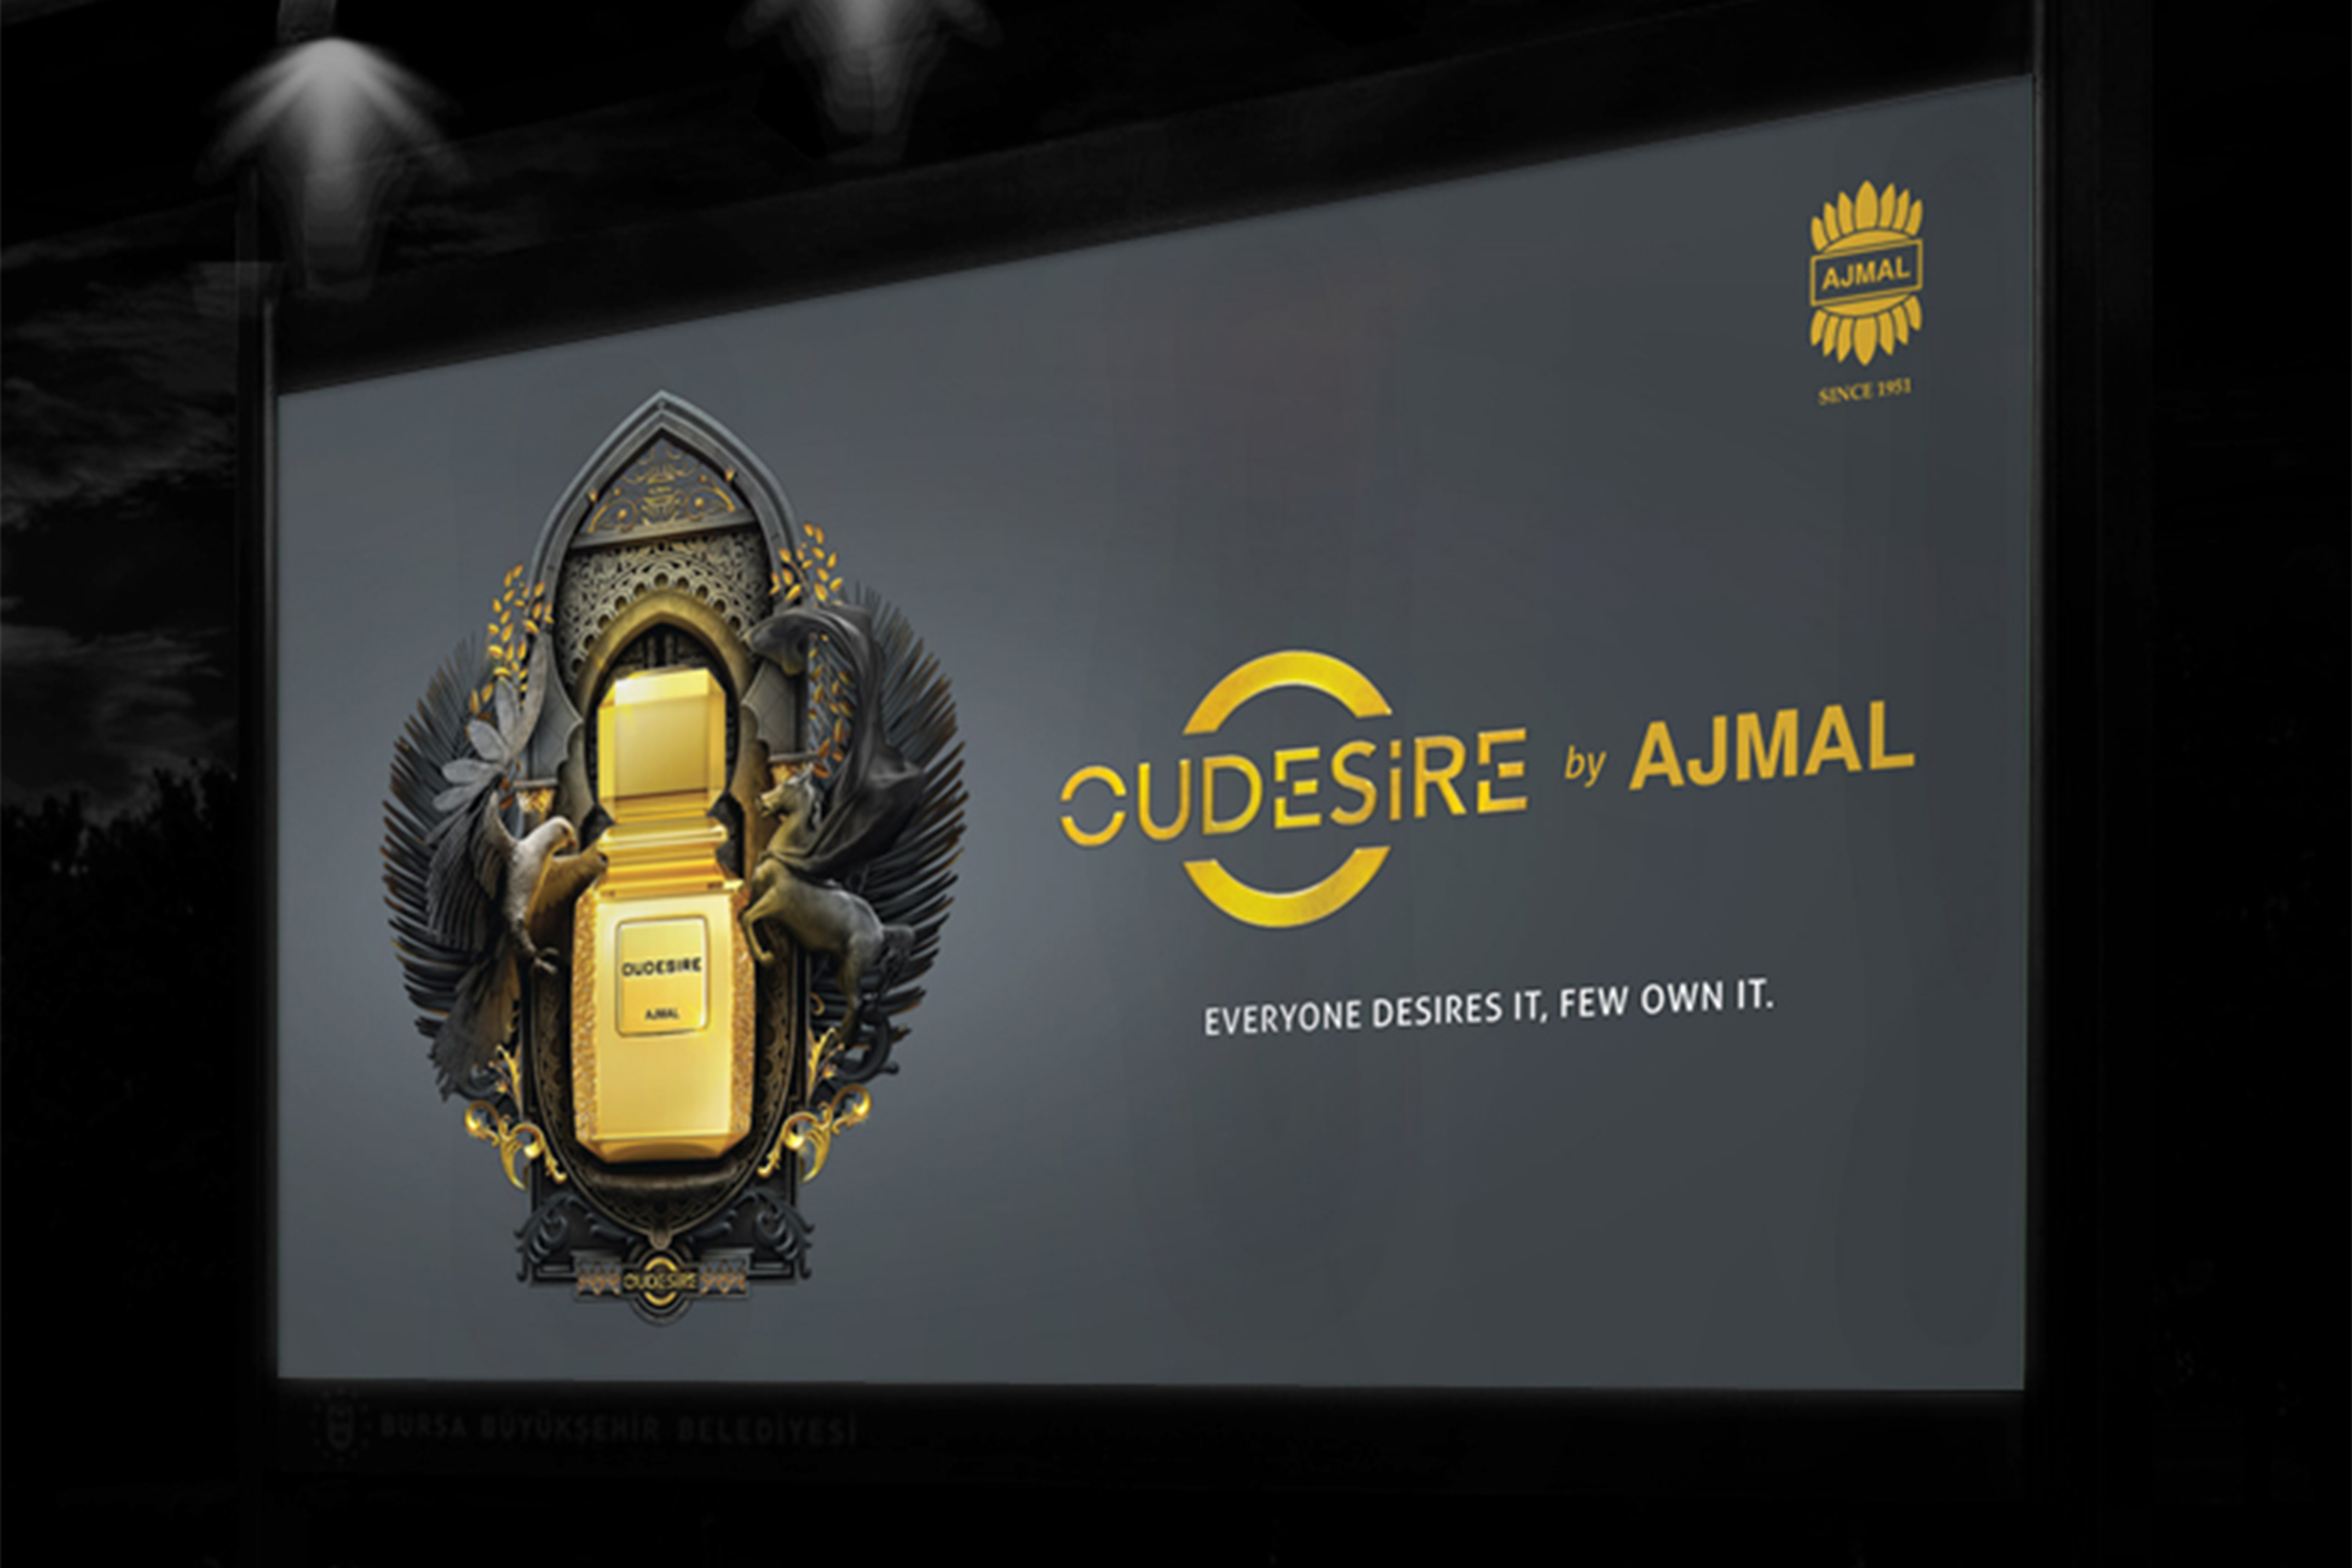 AJMAL
SINCE 1951
OUDESiRE by AJMAL
EVERYONE DESIRES IT, FEW OWN IT.
OUDESIRE
AJMAL
OUDESIRE
BURSA BÜYÜKŞEHİR BELEDİYESİ